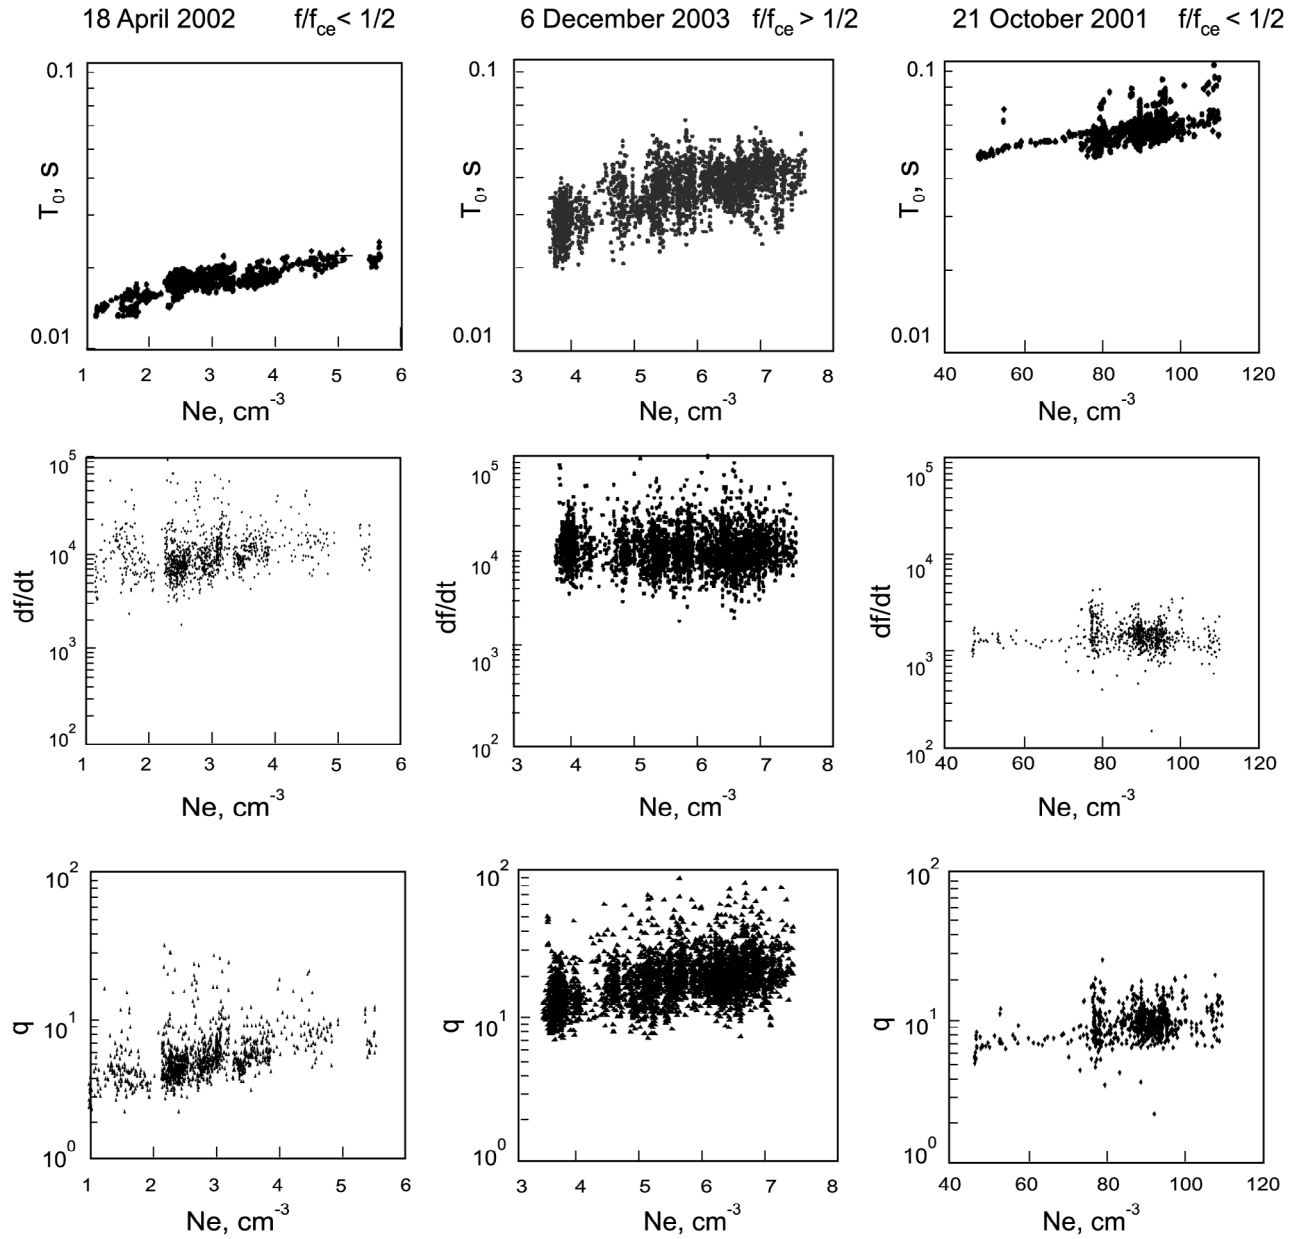 18 April 2002 f/fce < 1/2 6 December 2003 f/fce > 1/2 21 October 2001 f/fce < 1/2
0.1 0.1 0.1
T0, s T0, s T0, s
0.01 0.01 0.01
1 2 3 4 5 6 3 4 5 6 7 8 40 60 80 100 120
Ne, cm-3 Ne, cm-3 Ne, cm-3
10^5 10^5 10^5
10^4 10^4 10^4
df/dt df/dt df/dt
10^3 10^3 10^3
10^2 10^2 10^2
1 2 3 4 5 6 3 4 5 6 7 8 40 60 80 100 120
Ne, cm-3 Ne, cm-3 Ne, cm-3
10^2 10^2 10^2
q q q
10^1 10^1 10^1
10^0 10^0 10^0
1 2 3 4 5 6 3 4 5 6 7 8 40 60 80 100 120
Ne, cm-3 Ne, cm-3 Ne, cm-3